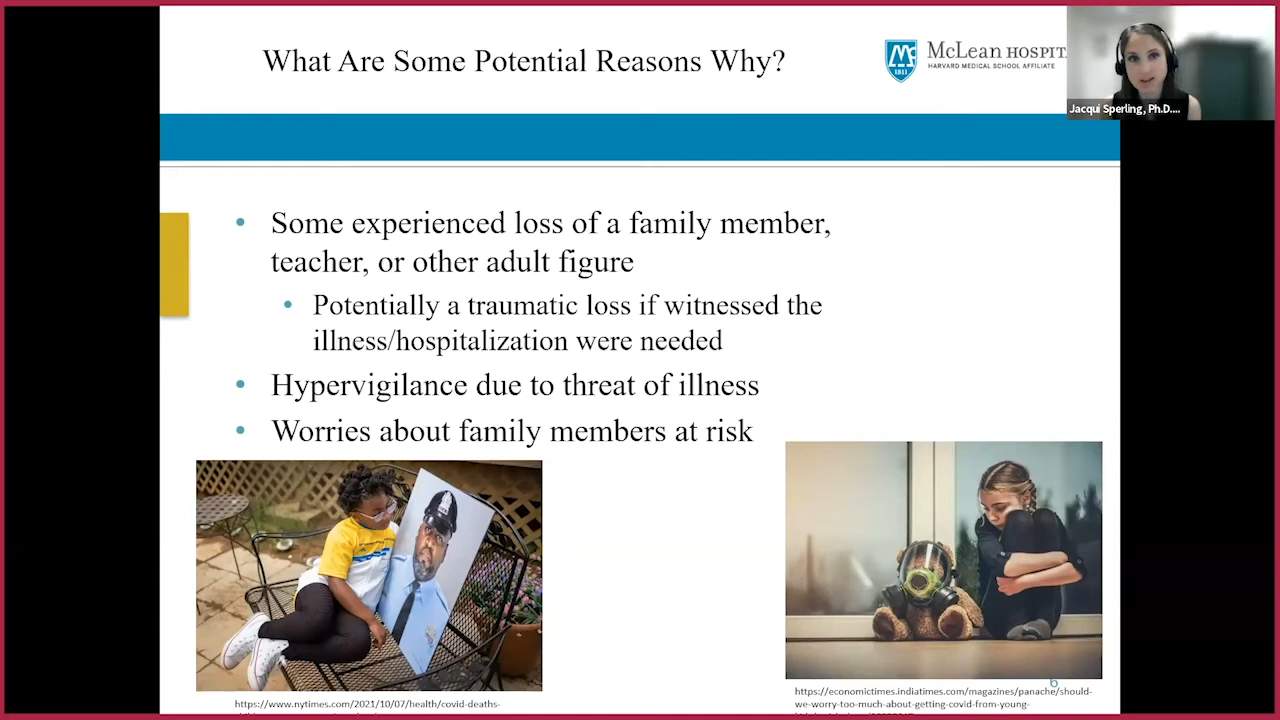 What Are Some Potential Reasons Why?
McLean HOSPIT
HARVARD MEDICAL SCHOOL AFFILIATE
1811
Jacqui Sperling, Ph.D....
• Some experienced loss of a family member,
teacher, or other adult figure
• Potentially a traumatic loss if witnessed the
illness/hospitalization were needed
• Hypervigilance due to threat of illness
• Worries about family members at risk
https://www.nytimes.com/2021/10/07/health/covid-deaths-
https://economictimes.indiatimes.com/magazines/panache/should-
we-worry-too-much-about-getting-covid-from-young-
6